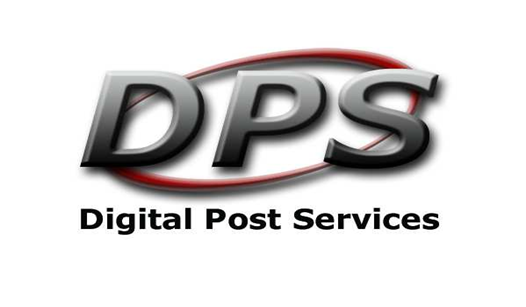 DPS
Digital Post Services